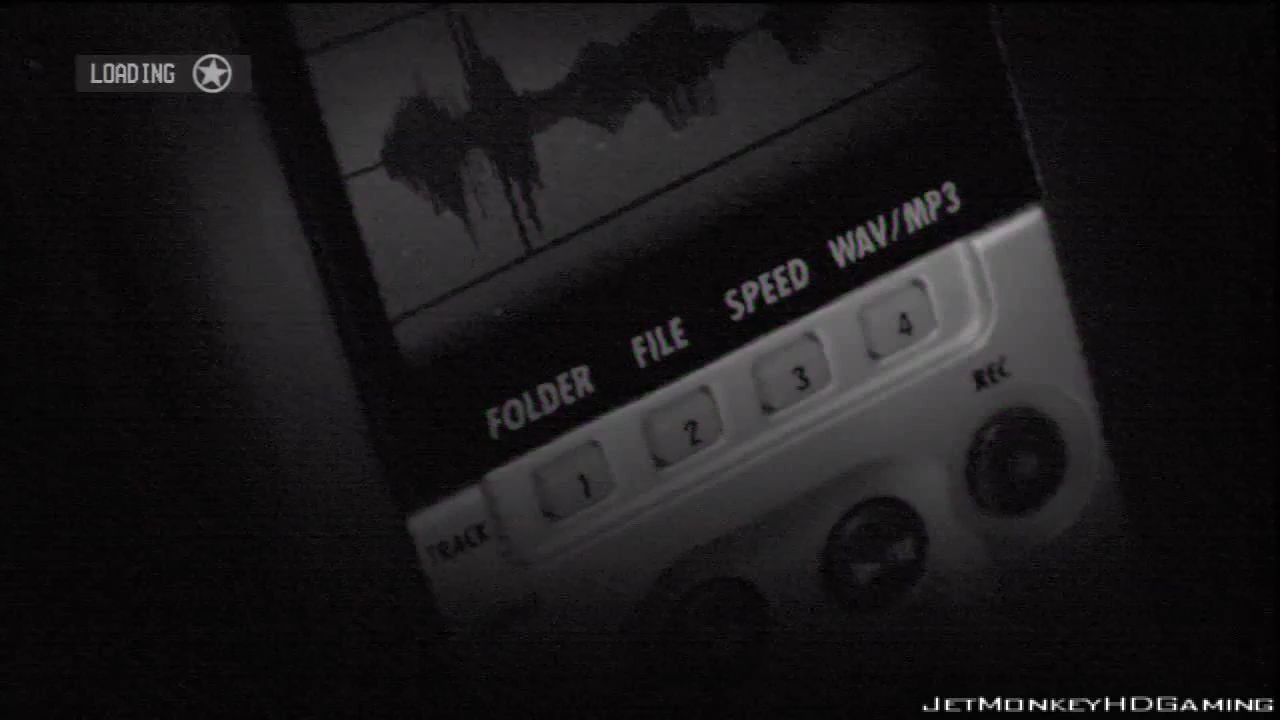 LOADING
FOLDER FILE SPEED WAV/MP3
1 2 3 4
REC
TRACK
JETMONKEYHDGAMING